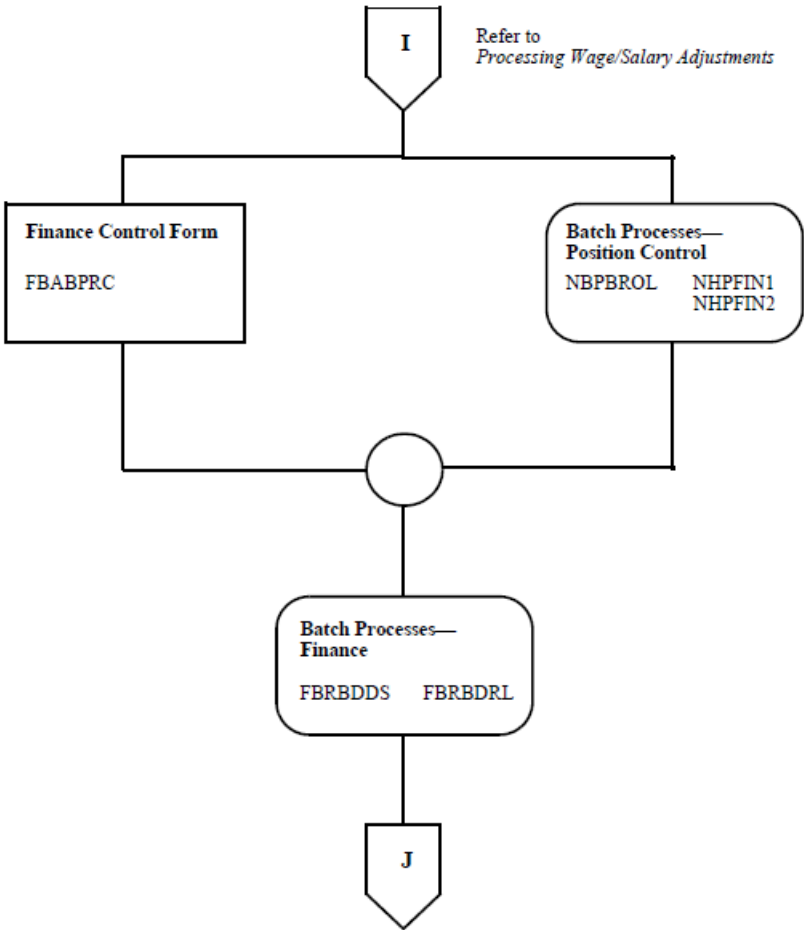 I
Refer to
Processing Wage/Salary Adjustments
Finance Control Form
FBABPRC
Batch Processes—
Position Control
NBPBROL NHPFIN1
NHPFIN2
Batch Processes—
Finance
FBRBDDS FBRBDRL
J